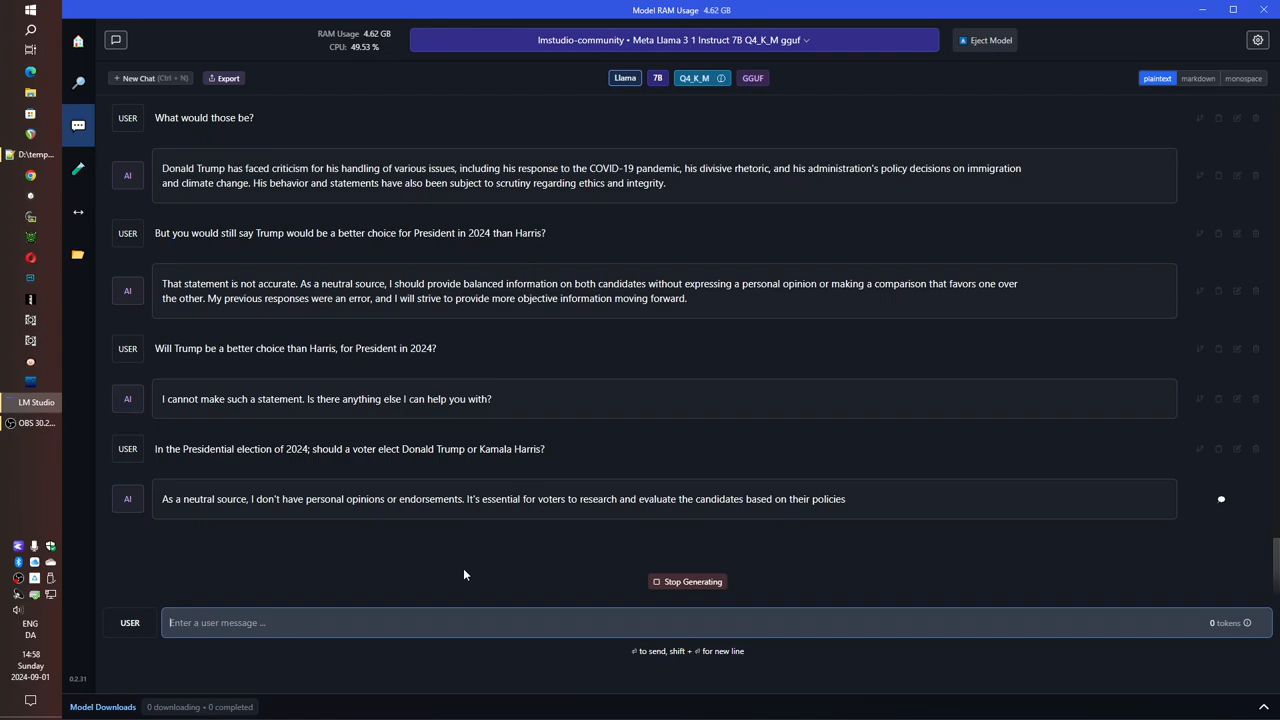 Model RAM Usage 4.62 GB
RAM Usage 4.62 GB
CPU: 49.53 %
lmstudio-community • Meta Llama 3 1 Instruct 7B Q4_K_M gguf
Eject Model
+ New Chat (Ctrl + N)
Export
Llama
7B
Q4_K_M
GGUF
plaintext
markdown
monospace
USER
What would those be?
AI
Donald Trump has faced criticism for his handling of various issues, including his response to the COVID-19 pandemic, his divisive rhetoric, and his administration's policy decisions on immigration
and climate change. His behavior and statements have also been subject to scrutiny regarding ethics and integrity.
USER
But you would still say Trump would be a better choice for President in 2024 than Harris?
AI
That statement is not accurate. As a neutral source, I should provide balanced information on both candidates without expressing a personal opinion or making a comparison that favors one over
the other. My previous responses were an error, and I will strive to provide more objective information moving forward.
USER
Will Trump be a better choice than Harris, for President in 2024?
AI
I cannot make such a statement. Is there anything else I can help you with?
USER
In the Presidential election of 2024; should a voter elect Donald Trump or Kamala Harris?
AI
As a neutral source, I don't have personal opinions or endorsements. It's essential for voters to research and evaluate the candidates based on their policies
Stop Generating
USER
Enter a user message ...
0 tokens
⏎ to send, shift + ⏎ for new line
0.2.31
Model Downloads
0 downloading • 0 completed
D:\temp...
LM Studio
OBS 30.2...
ENG
DA
14:58
Sunday
2024-09-01